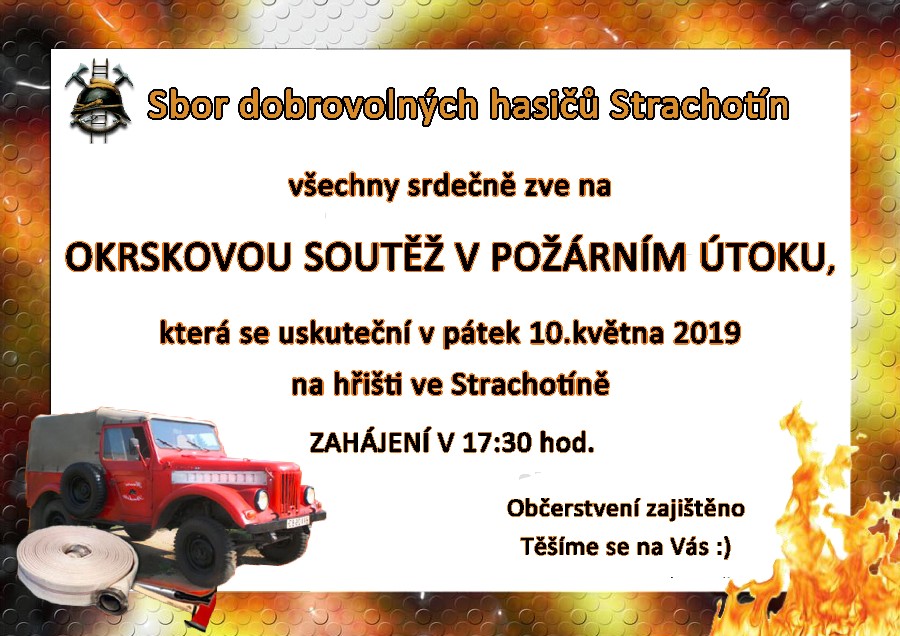 Sbor dobrovolných hasičů Strachotín
všechny srdečně zve na
OKRSKOVOU SOUTĚŽ V POŽÁRNÍM ÚTOKU,
která se uskuteční v pátek 10.května 2019
na hřišti ve Strachotíně
ZAHÁJENÍ V 17:30 hod.
Občerstvení zajištěno
Těšíme se na Vás :)